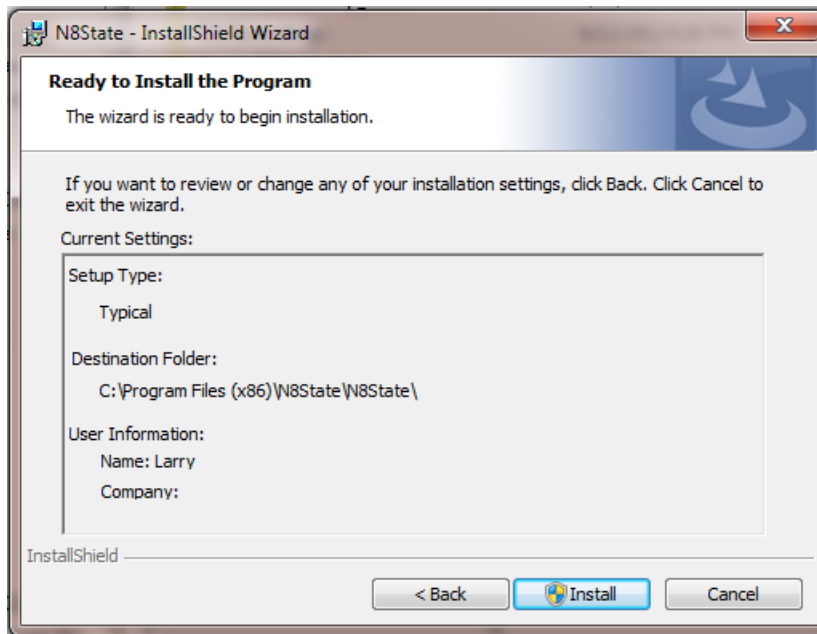 N8State - InstallShield Wizard
Ready to Install the Program
The wizard is ready to begin installation.
If you want to review or change any of your installation settings, click Back. Click Cancel to
exit the wizard.
Current Settings:
Setup Type:
Typical
Destination Folder:
C:\Program Files (x86)\N8State\N8State\
User Information:
Name: Larry
Company:
InstallShield
< Back
Install
Cancel